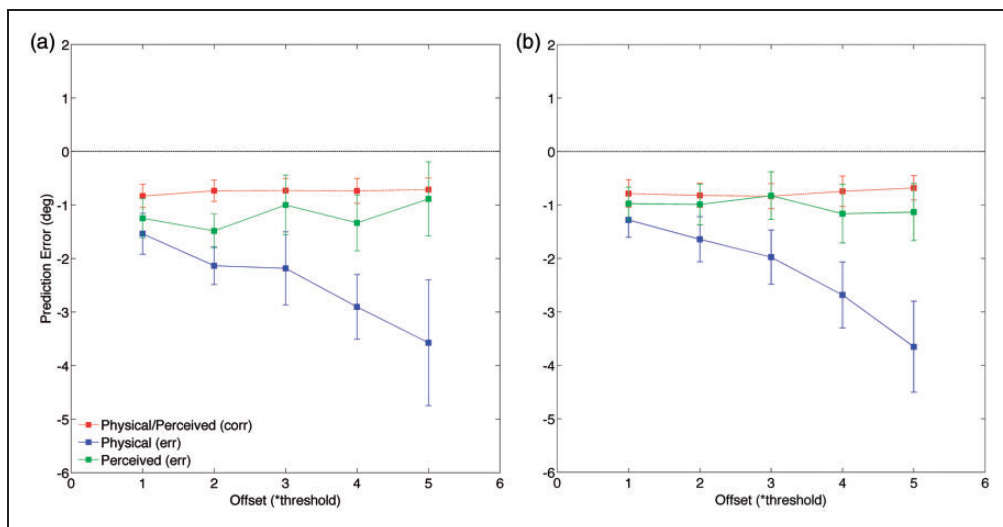 (a)
2
1
0
-1
-2
-3
-4
-5
-6
Prediction Error (deg)
Physical/Perceived (corr)
Physical (err)
Perceived (err)
0 1 2 3 4 5 6
Offset (*threshold)
(b)
2
1
0
-1
-2
-3
-4
-5
-6
0 1 2 3 4 5 6
Offset (*threshold)